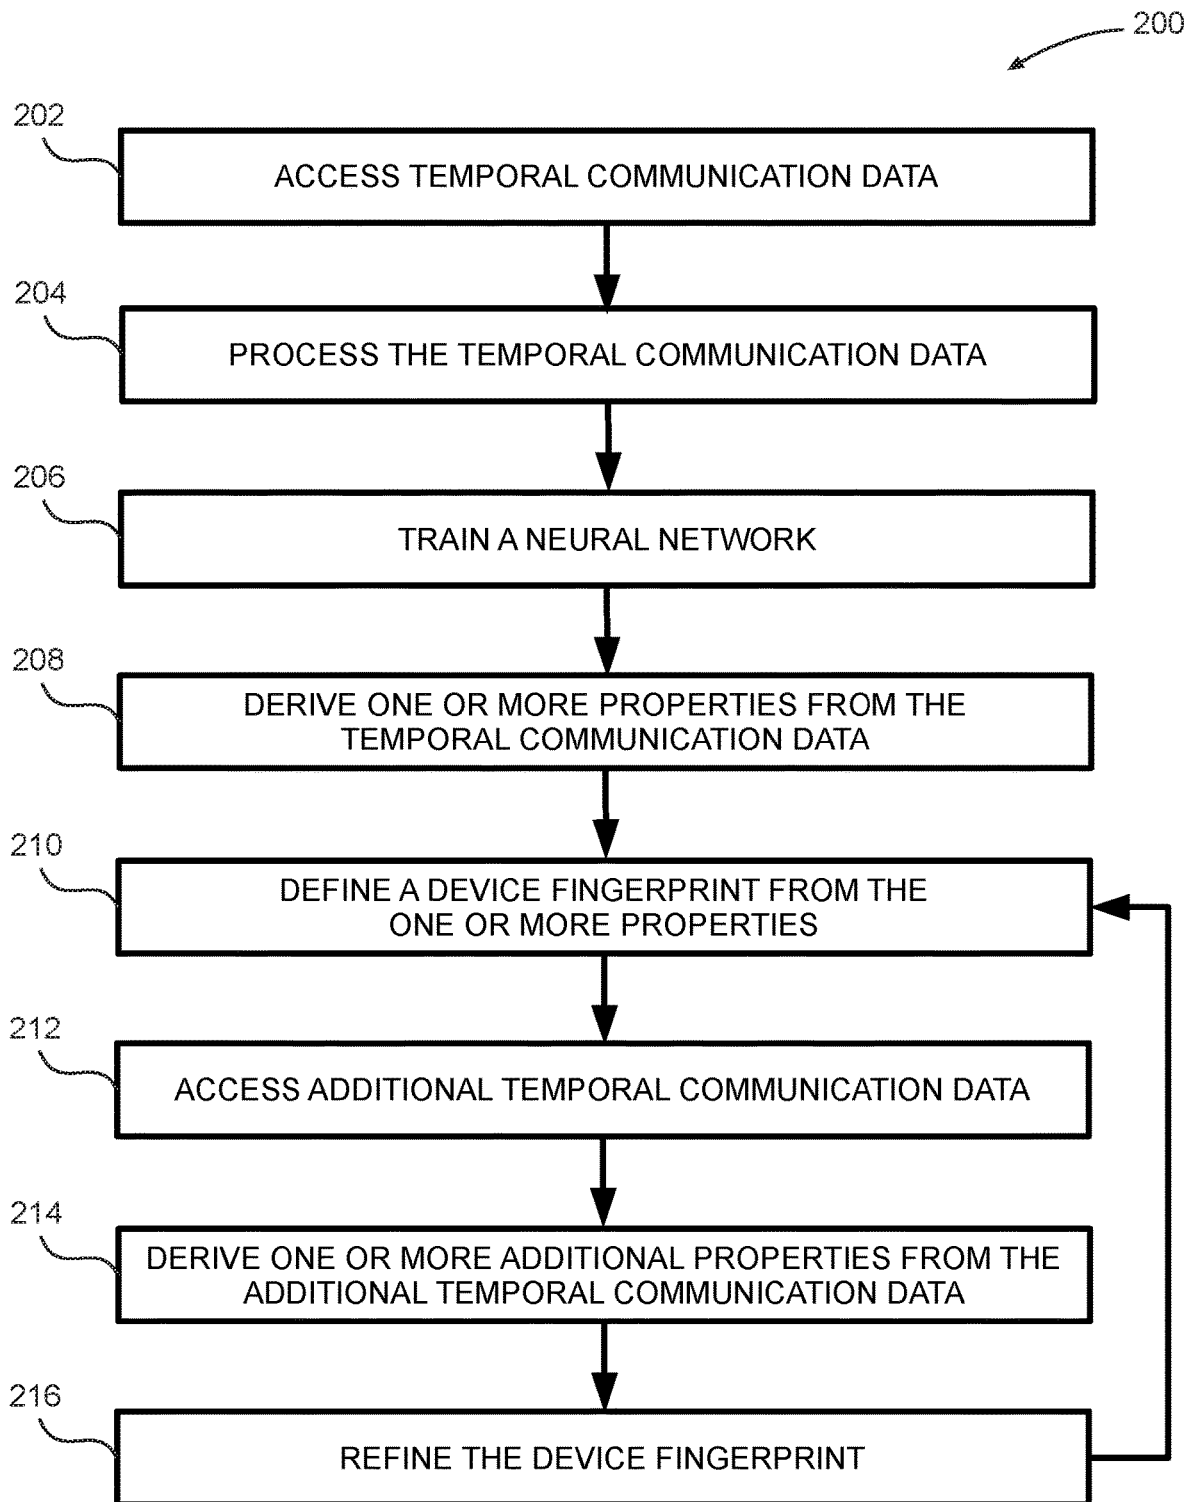 200
202
ACCESS TEMPORAL COMMUNICATION DATA
204
PROCESS THE TEMPORAL COMMUNICATION DATA
206
TRAIN A NEURAL NETWORK
208
DERIVE ONE OR MORE PROPERTIES FROM THE
TEMPORAL COMMUNICATION DATA
210
DEFINE A DEVICE FINGERPRINT FROM THE
ONE OR MORE PROPERTIES
212
ACCESS ADDITIONAL TEMPORAL COMMUNICATION DATA
214
DERIVE ONE OR MORE ADDITIONAL PROPERTIES FROM THE
ADDITIONAL TEMPORAL COMMUNICATION DATA
216
REFINE THE DEVICE FINGERPRINT